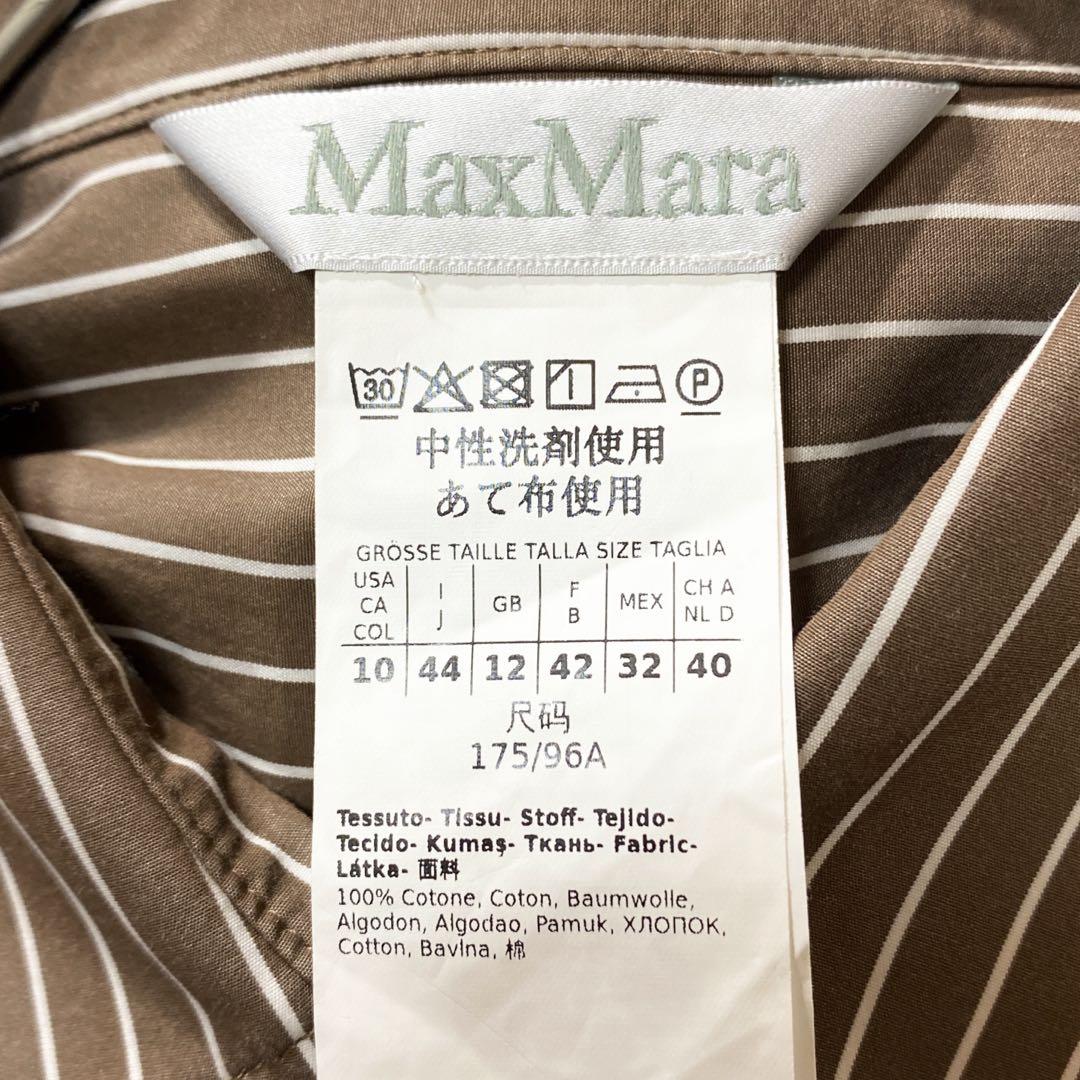 MaxMara
30 P
中性洗剤使用
あて布使用
GRÖSSE TAILLE TALLA SIZE TAGLIA
USA CA COL I J GB F B MEX CH A NL D
10 44 12 42 32 40
尺码
175/96A
Tessuto- Tissu- Stoff- Tejido-
Tecido- Kumaş- Ткань- Fabric-
Látka- 面料
100% Cotone, Coton, Baumwolle,
Algodon, Algodao, Pamuk, ХЛОПОК,
Cotton, Bavlna, 棉